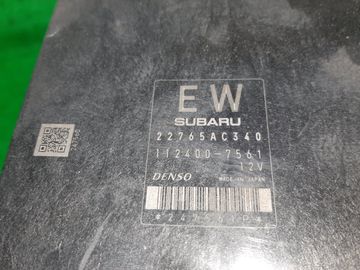 EW
SUBARU
22765AC340
112400-7561
12V
DENSO MADE IN JAPAN